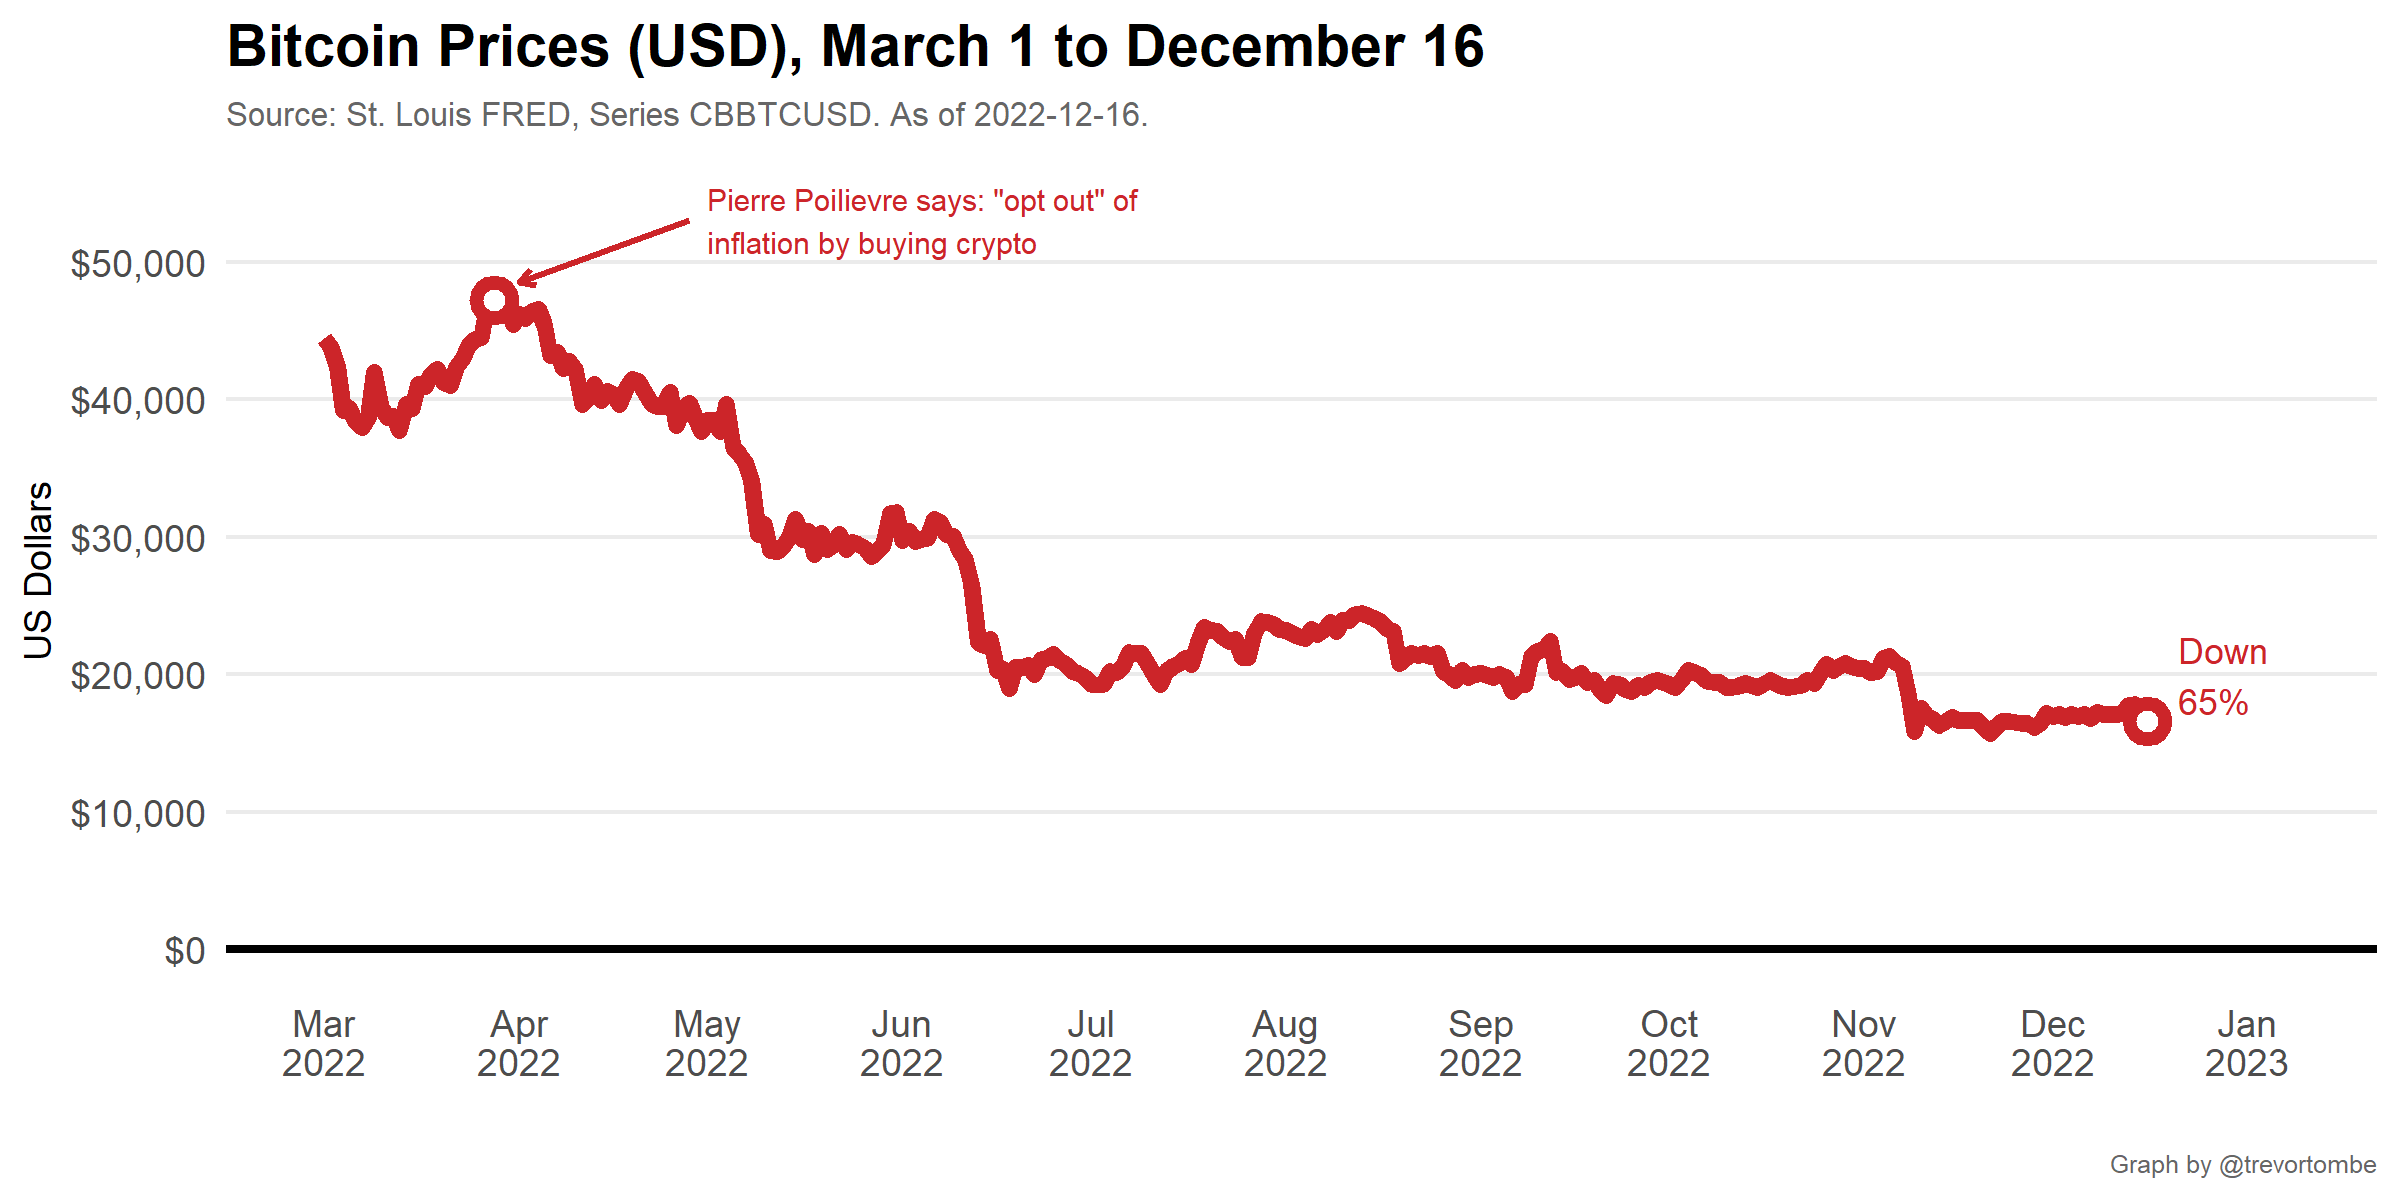 Bitcoin Prices (USD), March 1 to December 16
Source: St. Louis FRED, Series CBBTCUSD. As of 2022-12-16.
Pierre Poilievre says: "opt out" of
inflation by buying crypto
US Dollars
$50,000
$40,000
$30,000
$20,000
$10,000
$0
Down
65%
Mar
2022
Apr
2022
May
2022
Jun
2022
Jul
2022
Aug
2022
Sep
2022
Oct
2022
Nov
2022
Dec
2022
Jan
2023
Graph by @trevortombe